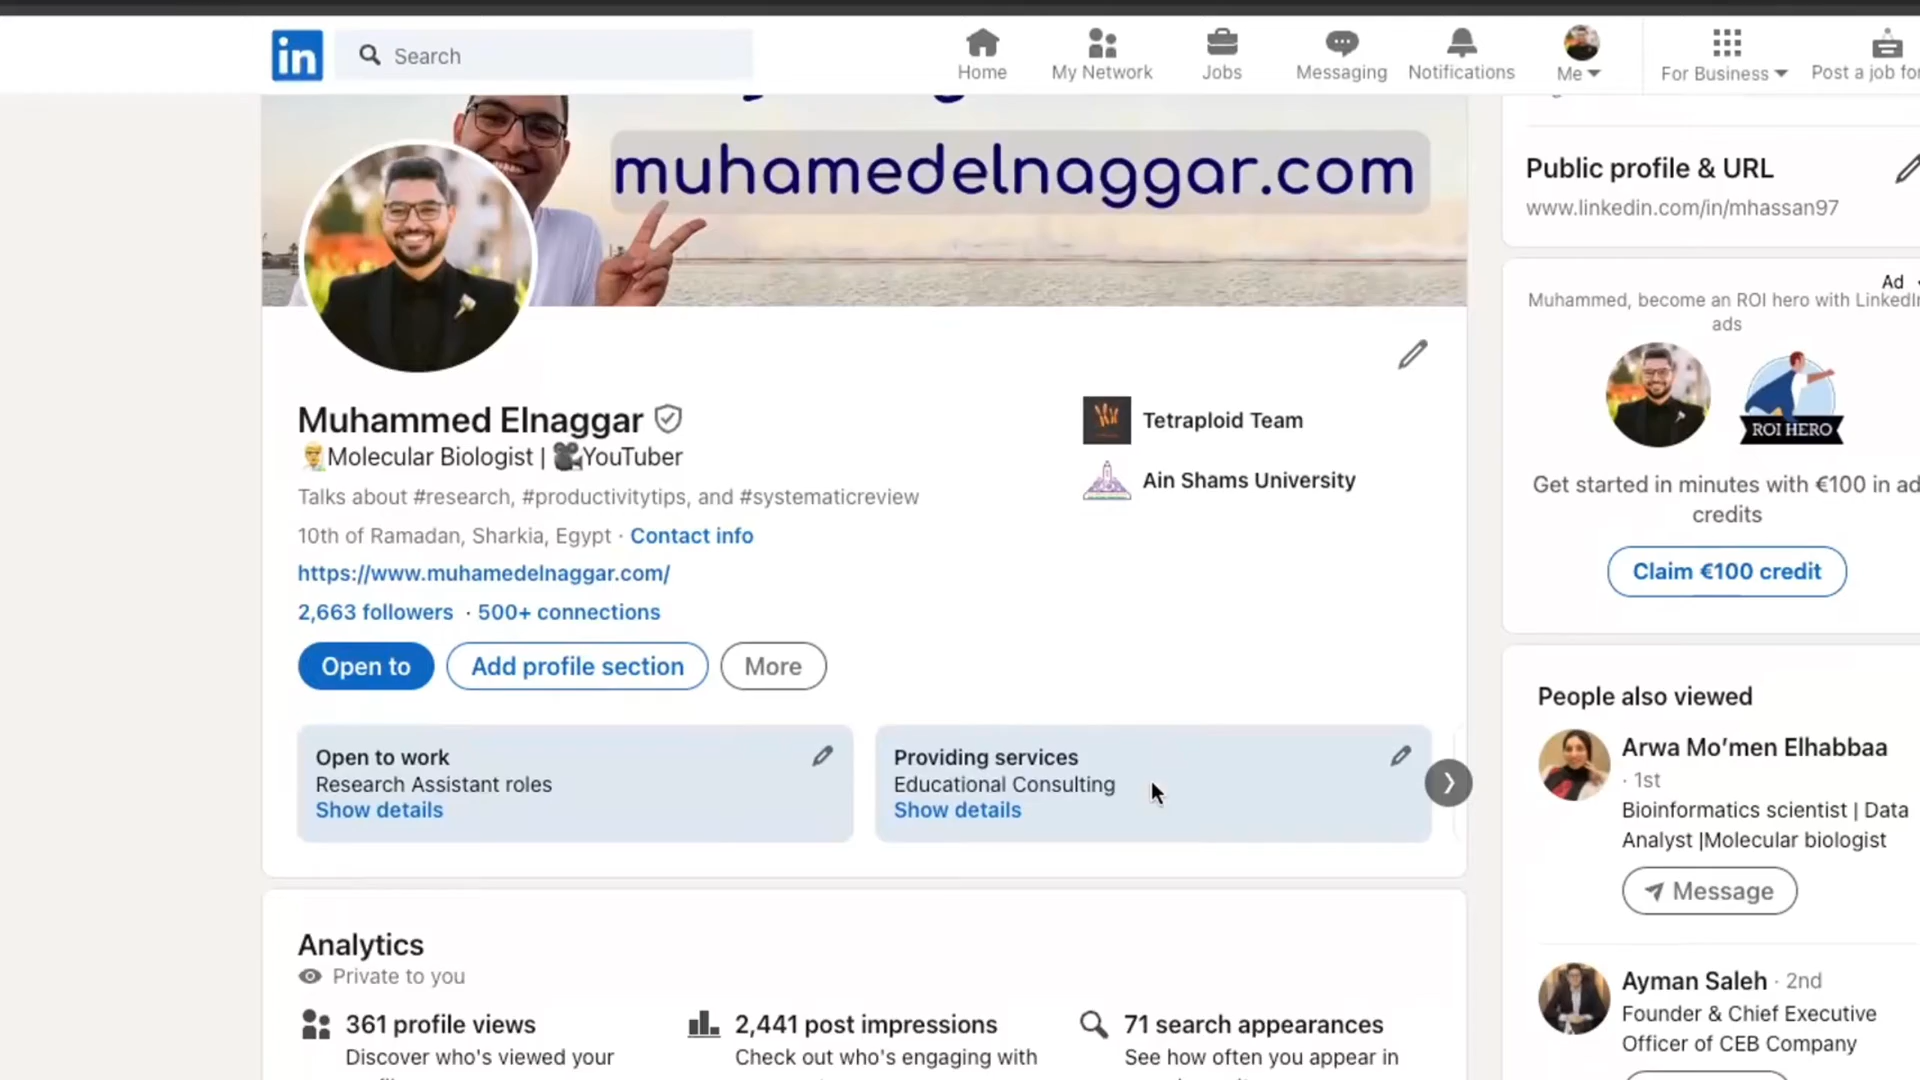 in
Search
Home
My Network
Jobs
Messaging
Notifications
Me
For Business
Post a job for
muhamedelnaggar.com
Muhammed Elnaggar
Molecular Biologist | YouTuber
Talks about #research, #productivitytips, and #systematicreview
10th of Ramadan, Sharkia, Egypt · Contact info
https://www.muhamedelnaggar.com/
2,663 followers · 500+ connections
Open to
Add profile section
More
Tetraploid Team
Ain Shams University
Open to work
Research Assistant roles
Show details
Providing services
Educational Consulting
Show details
Analytics
Private to you
361 profile views
Discover who's viewed your
2,441 post impressions
Check out who's engaging with
71 search appearances
See how often you appear in
Public profile & URL
www.linkedin.com/in/mhassan97
Ad
Muhammed, become an ROI hero with LinkedIn
ads
ROI HERO
Get started in minutes with €100 in ad
credits
Claim €100 credit
People also viewed
Arwa Mo’men Elhabbaa
· 1st
Bioinformatics scientist | Data
Analyst |Molecular biologist
Message
Ayman Saleh · 2nd
Founder & Chief Executive
Officer of CEB Company